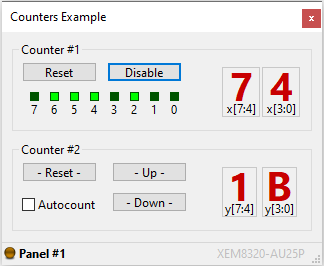 Counters Example
x
Counter #1
Reset
Disable
7 6 5 4 3 2 1 0
7 4
x[7:4] x[3:0]
Counter #2
- Reset -
- Up -
Autocount
- Down -
1 B
y[7:4] y[3:0]
Panel #1
XEM8320-AU25P